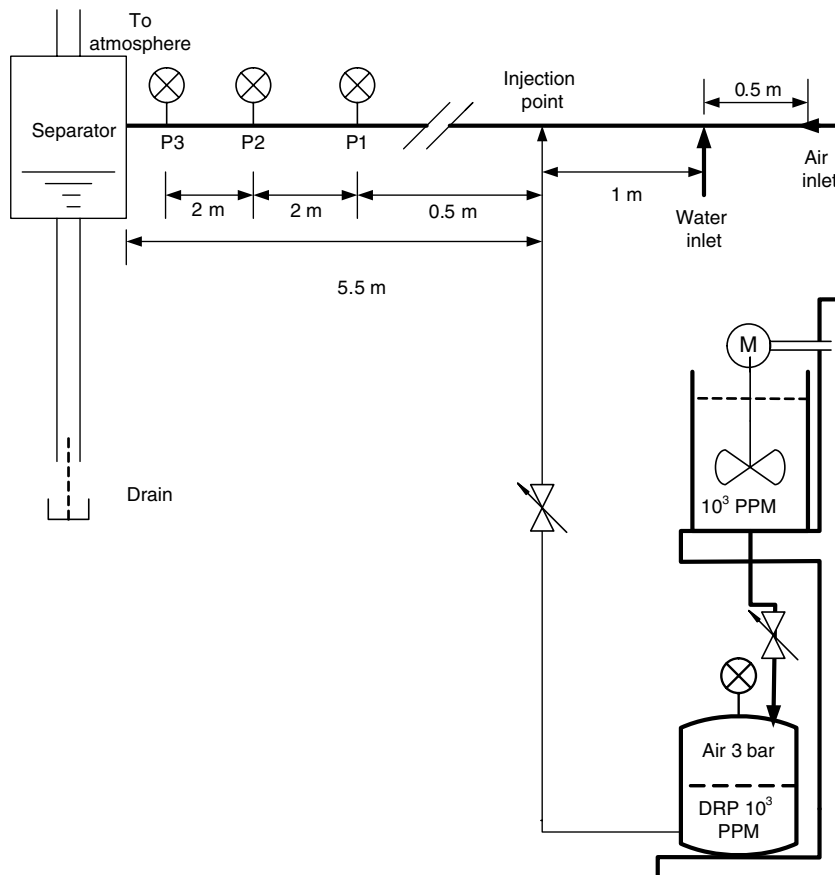 To
atmosphere
Separator
P3
P2
P1
Injection
point
0.5 m
Air
inlet
2 m
2 m
0.5 m
1 m
Water
inlet
5.5 m
M
10³ PPM
Drain
Air 3 bar
DRP 10³
PPM